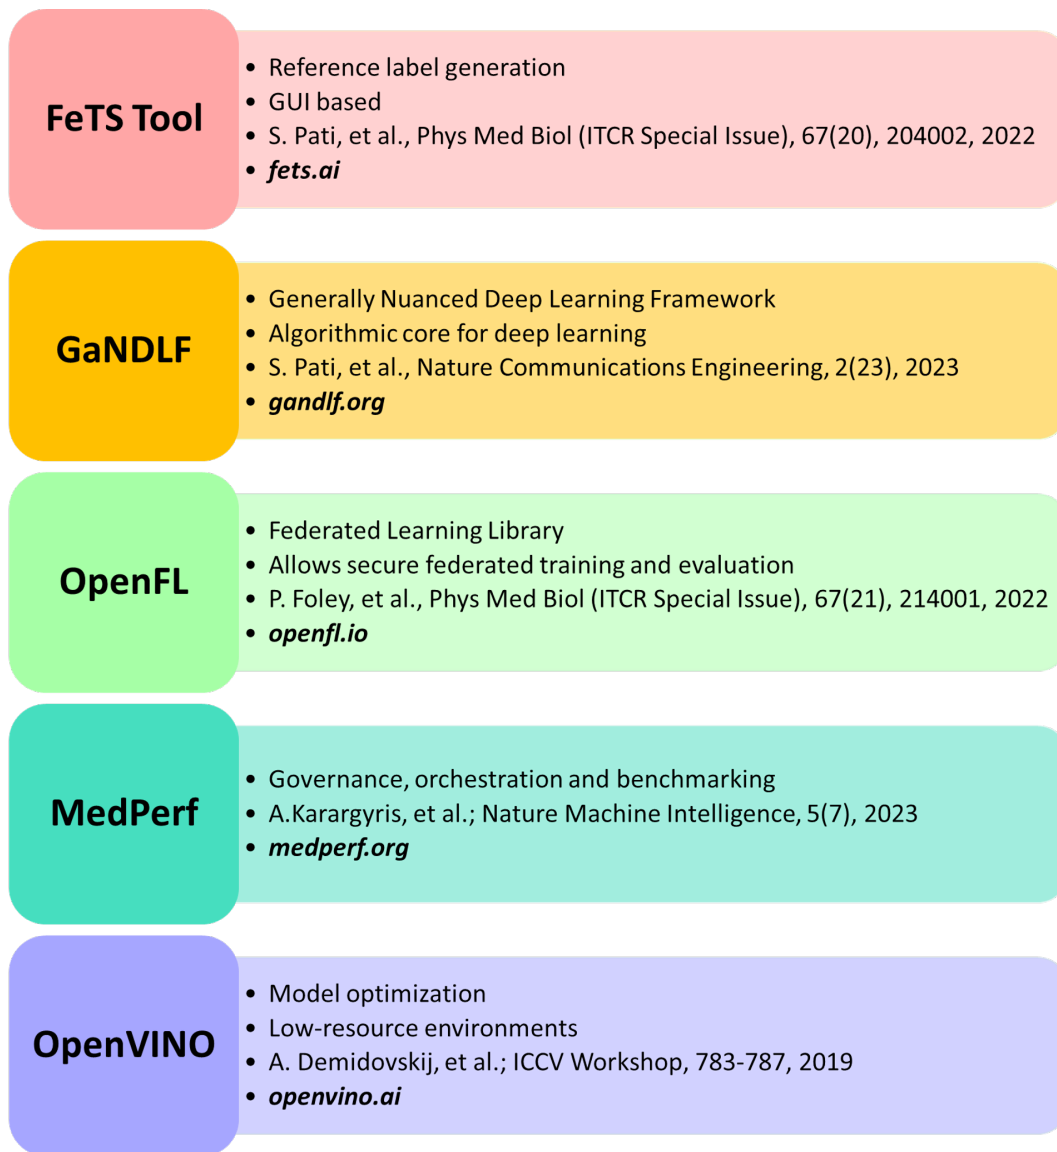 FeTS Tool
• Reference label generation
• GUI based
• S. Pati, et al., Phys Med Biol (ITCR Special Issue), 67(20), 204002, 2022
• fets.ai
GaNDLF
• Generally Nuanced Deep Learning Framework
• Algorithmic core for deep learning
• S. Pati, et al., Nature Communications Engineering, 2(23), 2023
• gandlf.org
OpenFL
• Federated Learning Library
• Allows secure federated training and evaluation
• P. Foley, et al., Phys Med Biol (ITCR Special Issue), 67(21), 214001, 2022
• openfl.io
MedPerf
• Governance, orchestration and benchmarking
• A.Karargyris, et al.; Nature Machine Intelligence, 5(7), 2023
• medperf.org
OpenVINO
• Model optimization
• Low-resource environments
• A. Demidovskij, et al.; ICCV Workshop, 783-787, 2019
• openvino.ai